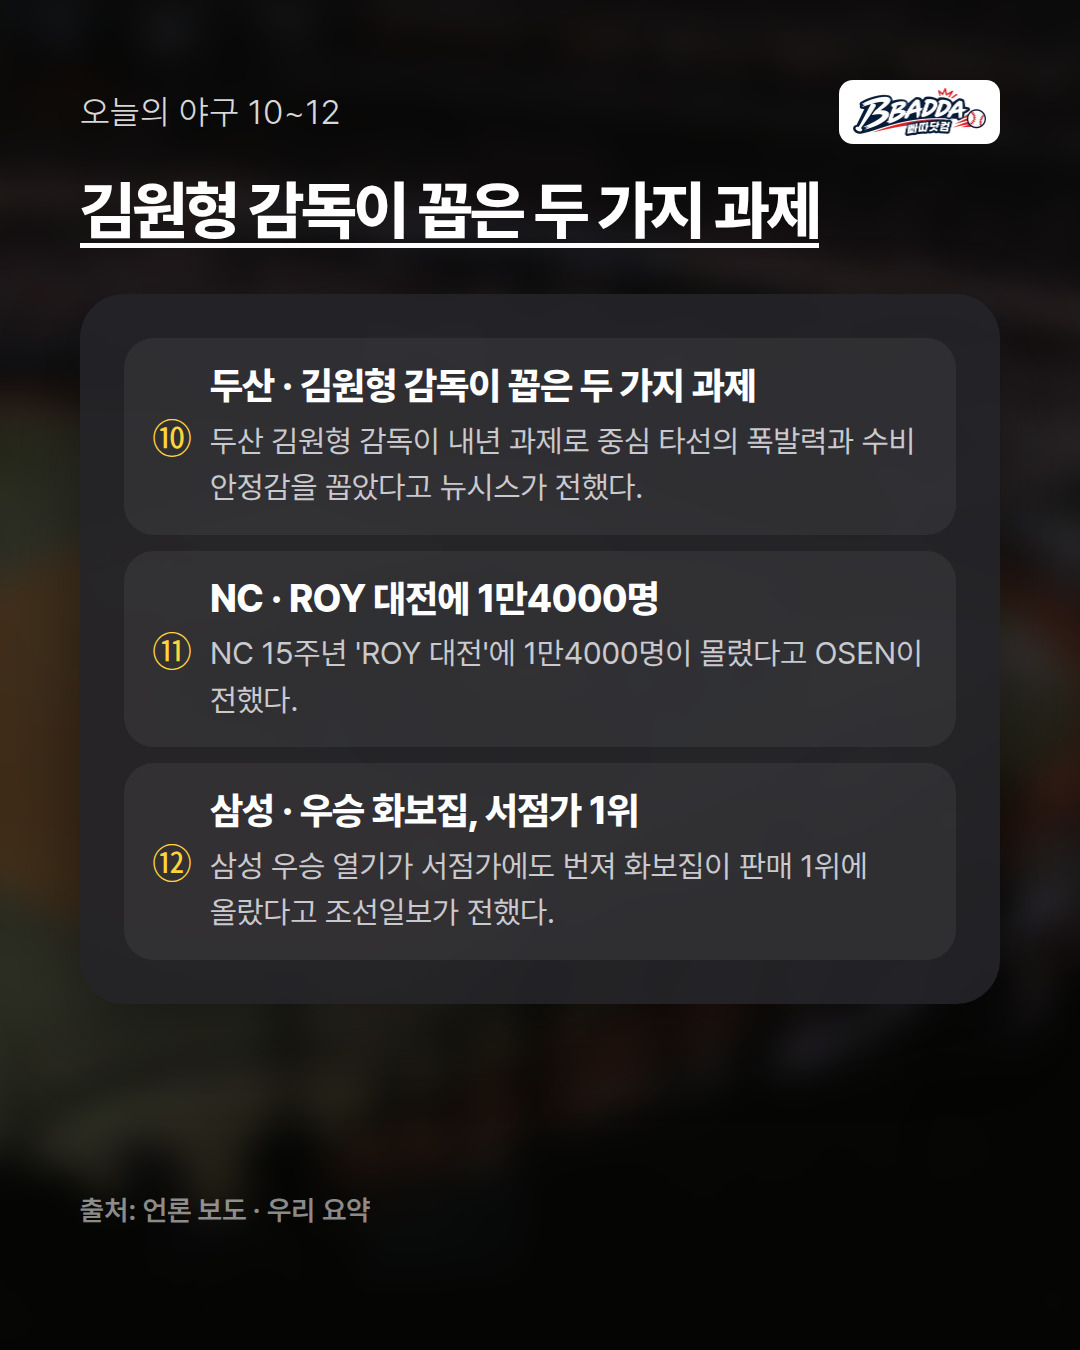 오늘의 야구 10~12
BBADDA
빠따닷컴
김원형 감독이 꼽은 두 가지 과제
두산 · 김원형 감독이 꼽은 두 가지 과제
⑩ 두산 김원형 감독이 내년 과제로 중심 타선의 폭발력과 수비
안정감을 꼽았다고 뉴시스가 전했다.
NC · ROY 대전에 1만4000명
⑪ NC 15주년 'ROY 대전'에 1만4000명이 몰렸다고 OSEN이
전했다.
삼성 · 우승 화보집, 서점가 1위
⑫ 삼성 우승 열기가 서점가에도 번져 화보집이 판매 1위에
올랐다고 조선일보가 전했다.
출처: 언론 보도 · 우리 요약